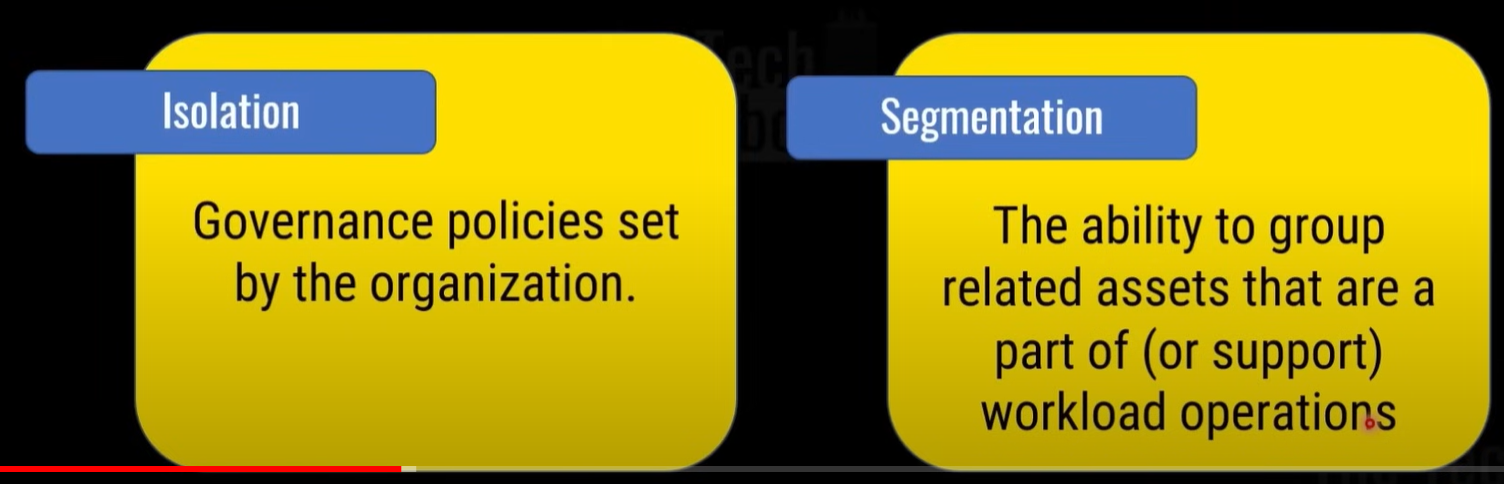 Isolation
Governance policies set
by the organization.
Segmentation
The ability to group
related assets that are a
part of (or support)
workload operations